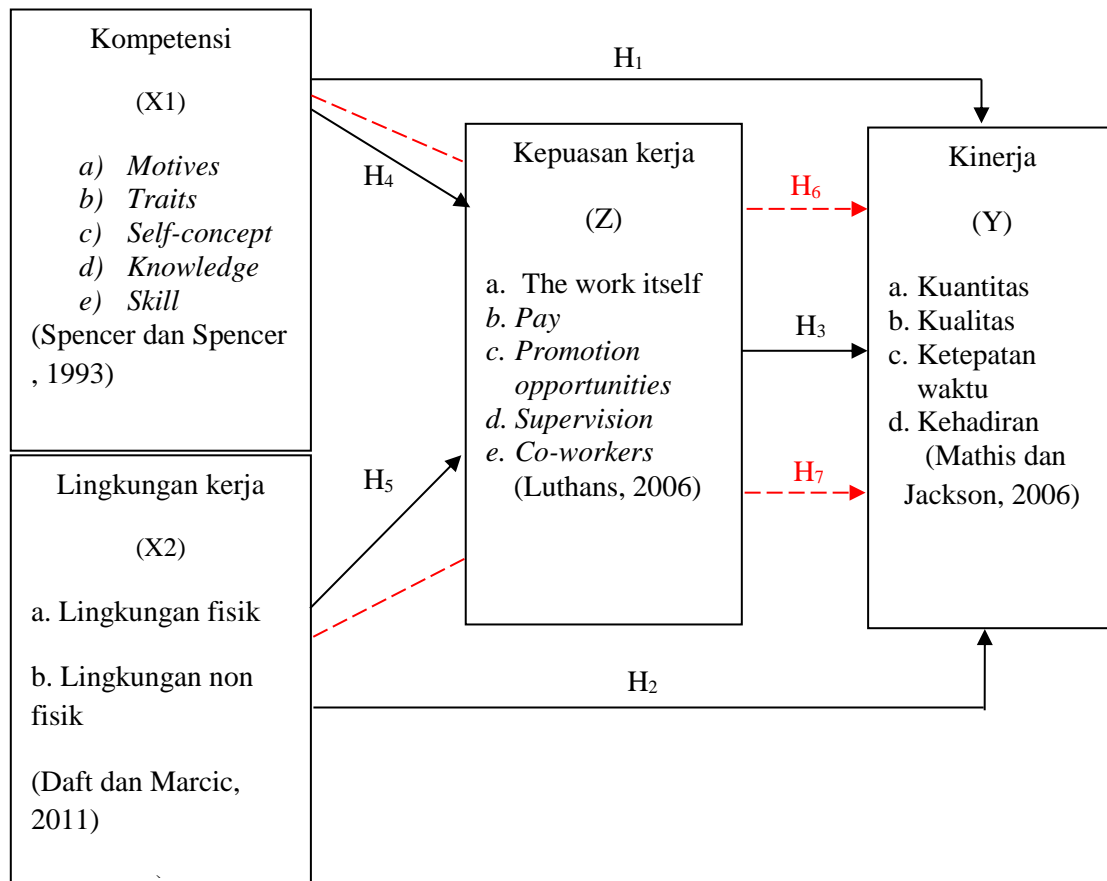 Kompetensi
(X1)
a) Motives
b) Traits
c) Self-concept
d) Knowledge
e) Skill
(Spencer dan Spencer
, 1993)
Lingkungan kerja
(X2)
a. Lingkungan fisik
b. Lingkungan non
fisik
(Daft dan Marcic,
2011)
)
H1
H4
H5
H2
Kepuasan kerja
(Z)
a. The work itself
b. Pay
c. Promotion
opportunities
d. Supervision
e. Co-workers
(Luthans, 2006)
H6
H3
H7
Kinerja
(Y)
a. Kuantitas
b. Kualitas
c. Ketepatan
waktu
d. Kehadiran
(Mathis dan
Jackson, 2006)